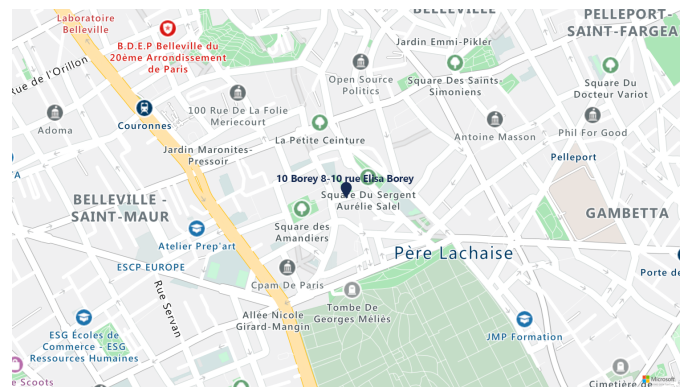 Laboratoire
Belleville
BELLEVILLE
PELLEPORT-
SAINT-FARGEA
B.D.E.P Belleville du
20ème Arrondissement
de Paris
Jardin Emmi-Pikler
Rue de l'Orillon
Open Source
Politics
Square Des Saints-
Simoniens
Square Du
Docteur Variot
100 Rue De La Folie
Mericourt
Adoma
Couronnes
La Petite Ceinture
Antoine Masson
Phil For Good
Jardin Maronites-
Pressoir
Pelleport
10 Borey 8-10 rue Elisa Borey
Square Du Sergent
Aurélie Salel
BELLEVILLE -
SAINT-MAUR
GAMBETTA
Square des
Amandiers
Atelier Prep'art
Père Lachaise
ESCP EUROPE
Cpam De Paris
Porte de
Rue Servan
Tombe De
Georges Méliès
Allée Nicole
Girard-Mangin
ESG Écoles de
Commerce - ESG
Ressources Humaines
JMP Formation
e Scoots
Cimetière de
Microsoft